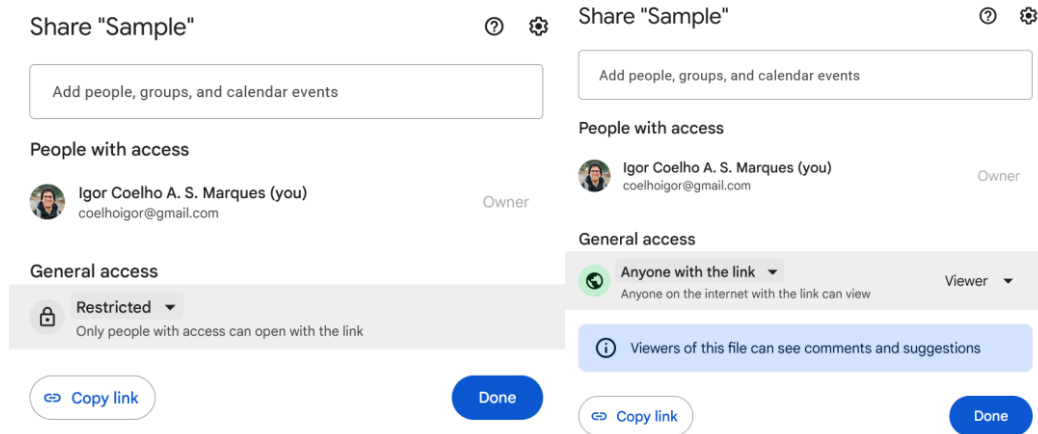 Share "Sample"
Add people, groups, and calendar events
People with access
Igor Coelho A. S. Marques (you)
coelhoigor@gmail.com
Owner
General access
Restricted
Only people with access can open with the link
Copy link
Done
Share "Sample"
Add people, groups, and calendar events
People with access
Igor Coelho A. S. Marques (you)
coelhoigor@gmail.com
Owner
General access
Anyone with the link
Anyone on the internet with the link can view
Viewer
Viewers of this file can see comments and suggestions
Copy link
Done